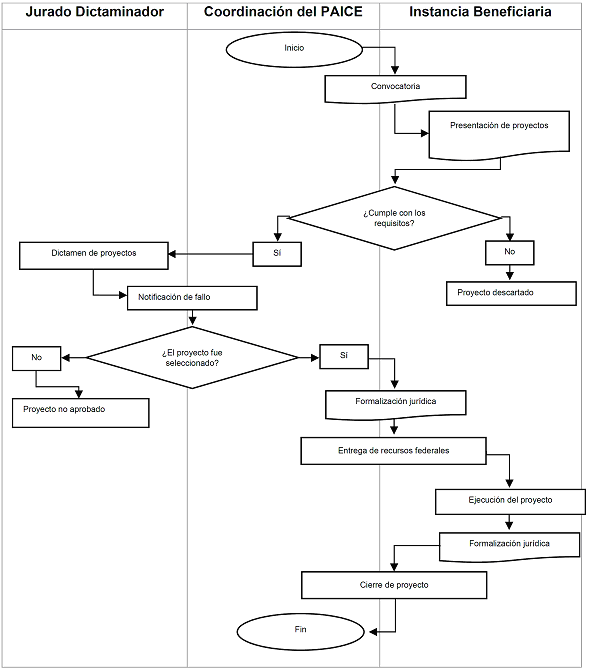 Jurado Dictaminador
Coordinación del PAICE
Instancia Beneficiaria
Inicio
Convocatoria
Presentación de proyectos
¿Cumple con los
requisitos?
Sí
No
Dictamen de proyectos
Proyecto descartado
Notificación de fallo
¿El proyecto fue
seleccionado?
No
Sí
Proyecto no aprobado
Formalización jurídica
Entrega de recursos federales
Ejecución del proyecto
Formalización jurídica
Cierre de proyecto
Fin